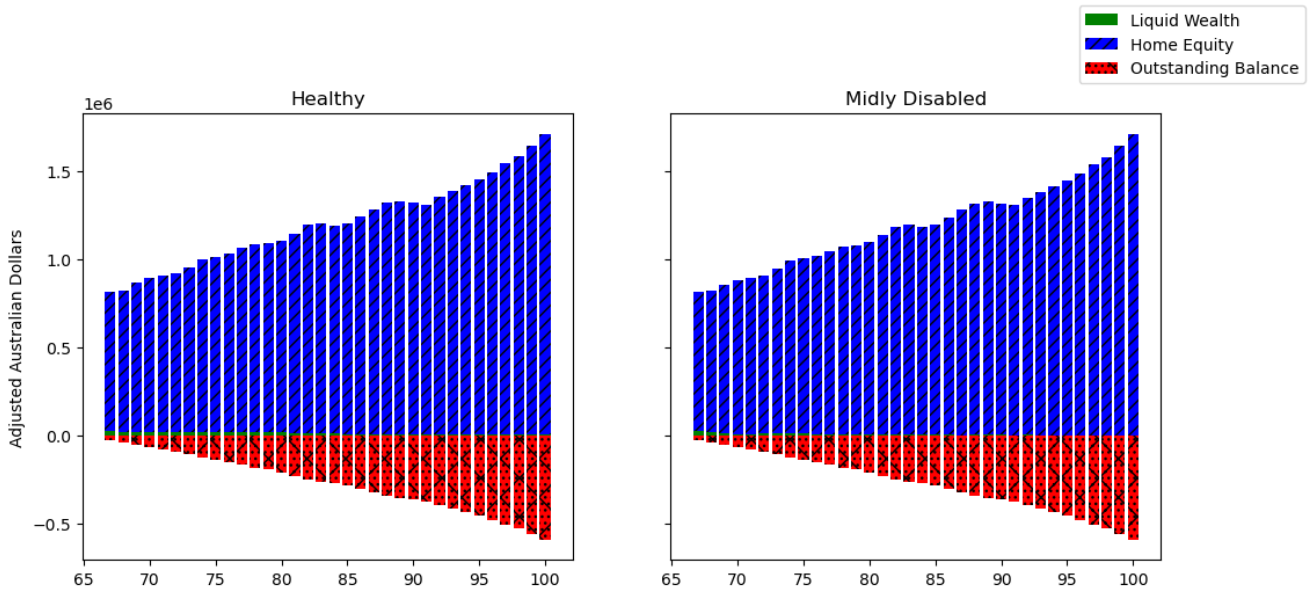 Liquid Wealth
Home Equity
Outstanding Balance
Healthy
Midly Disabled
1e6
Adjusted Australian Dollars
1.5
1.0
0.5
0.0
−0.5
65 70 75 80 85 90 95 100
65 70 75 80 85 90 95 100